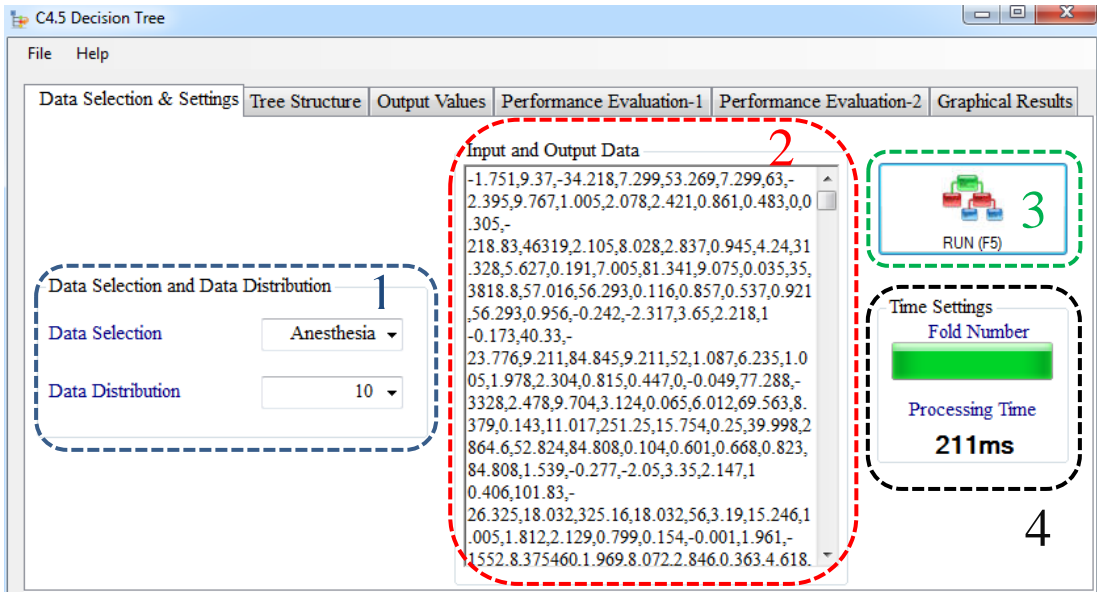 C4.5 Decision Tree
File Help
Data Selection & Settings Tree Structure Output Values Performance Evaluation-1 Performance Evaluation-2 Graphical Results
1
Data Selection and Data Distribution
Data Selection Anesthesia
Data Distribution 10
2
Input and Output Data
-1.751,9.37,-34.218,7.299,53.269,7.299,63,-
2.395,9.767,1.005,2.078,2.421,0.861,0.483,0,0
.305,-
218.83,46319,2.105,8.028,2.837,0.945,4.24,31
.328,5.627,0.191,7.005,81.341,9.075,0.035,35,
3818.8,57.016,56.293,0.116,0.857,0.537,0.921
,56.293,0.956,-0.242,-2.317,3.65,2.218,1
-0.173,40.33,-
23.776,9.211,84.845,9.211,52,1.087,6.235,1.0
05,1.978,2.304,0.815,0.447,0,-0.049,77.288,-
3328,2.478,9.704,3.124,0.065,6.012,69.563,8.
379,0.143,11.017,251.25,15.754,0.25,39.998,2
864.6,52.824,84.808,0.104,0.601,0.668,0.823,
84.808,1.539,-0.277,-2.05,3.35,2.147,1
0.406,101.83,-
26.325,18.032,325.16,18.032,56,3.19,15.246,1
.005,1.812,2.129,0.799,0.154,-0.001,1.961,-
1552.8,375460,1.969,8.072,2.846,0.363,4.618,
3
RUN (F5)
Time Settings
Fold Number
Processing Time
211ms
4